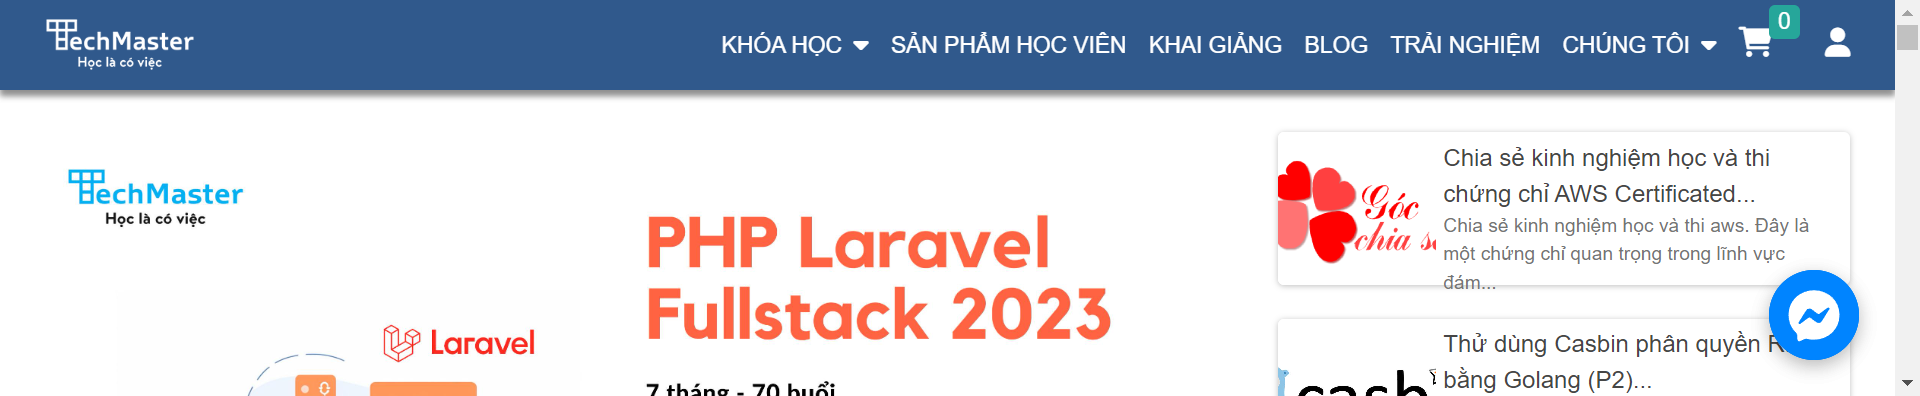 TechMaster
Học là có việc
KHÓA HỌC SẢN PHẨM HỌC VIÊN KHAI GIẢNG BLOG TRẢI NGHIỆM CHÚNG TÔI 0
TechMaster
Học là có việc
Laravel
PHP Laravel
Fullstack 2023
7 tháng - 70 buổi
Góc
chia s
Chia sẻ kinh nghiệm học và thi
chứng chỉ AWS Certificated...
Chia sẻ kinh nghiệm học và thi aws. Đây là
một chứng chỉ quan trọng trong lĩnh vực
đám...
casb
Thử dùng Casbin phân quyền
bằng Golang (P2)...